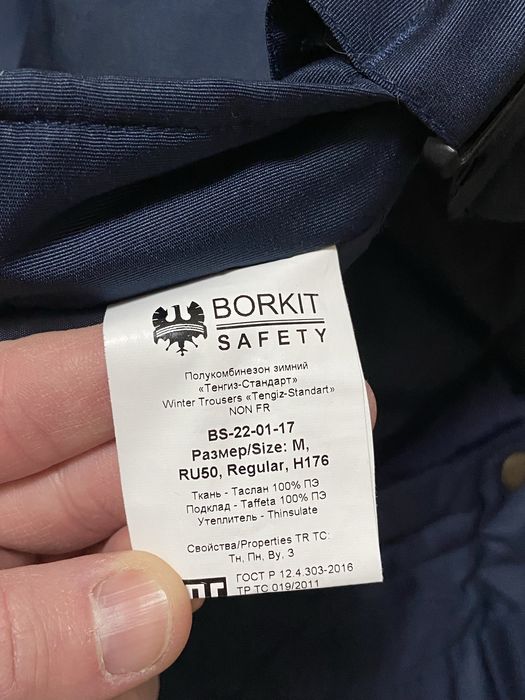 BORKIT
SAFETY
Полукомбинезон зимний
«Тенгиз-Стандарт»
Winter Trousers «Tengiz-Standart»
NON FR
BS-22-01-17
Размер/Size: M,
RU50, Regular, H176
Ткань - Таслан 100% ПЭ
Подклад - Taffeta 100% ПЭ
Утеплитель - Thinsulate
Свойства/Properties TR TC:
Тн, Пн, Ву, З
ГОСТ Р 12.4.303-2016
ТР ТС 019/2011